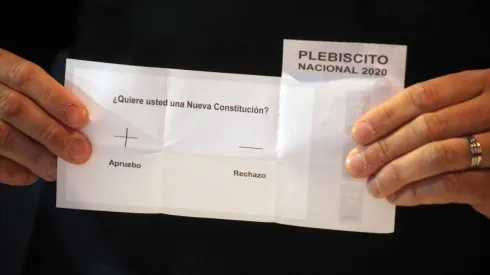 PLEBISCITO
NACIONAL 2020
¿Quiere usted una Nueva Constitución?
Apruebo
Rechazo